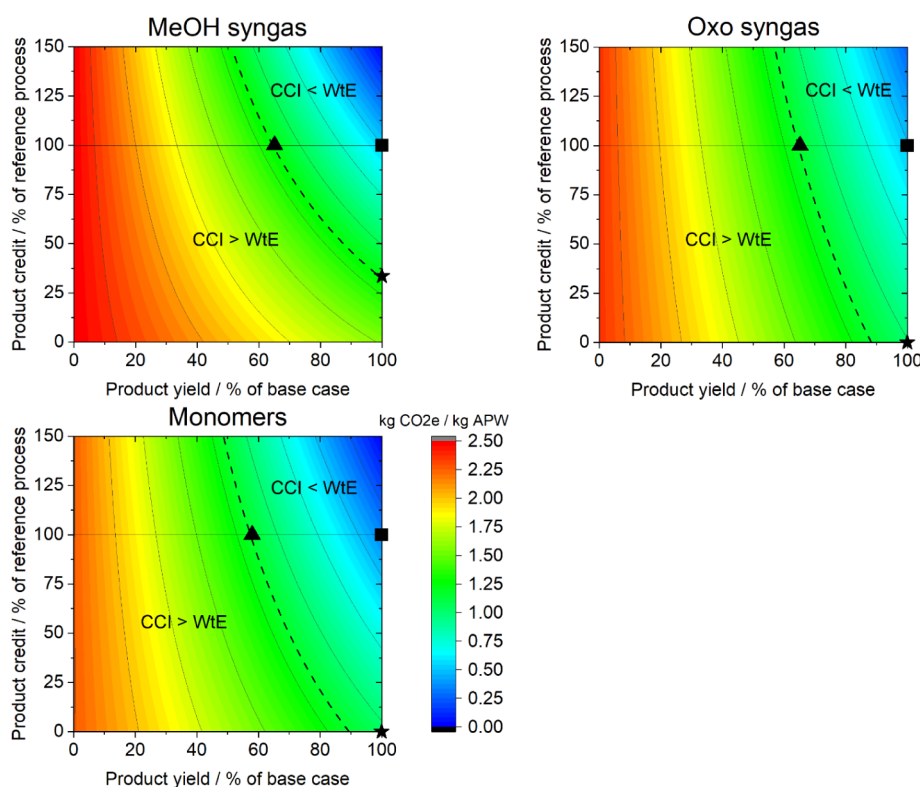 MeOH syngas
Product credit / % of reference process
150
125
100
75
50
25
0
CCI < WtE
CCI > WtE
0 20 40 60 80 100
Product yield / % of base case
Oxo syngas
Product credit / % of reference process
150
125
100
75
50
25
0
CCI < WtE
CCI > WtE
0 20 40 60 80 100
Product yield / % of base case
Monomers
Product credit / % of reference process
150
125
100
75
50
25
0
CCI < WtE
CCI > WtE
0 20 40 60 80 100
Product yield / % of base case
kg CO2e / kg APW
2.50
2.25
2.00
1.75
1.50
1.25
1.00
0.75
0.50
0.25
0.00